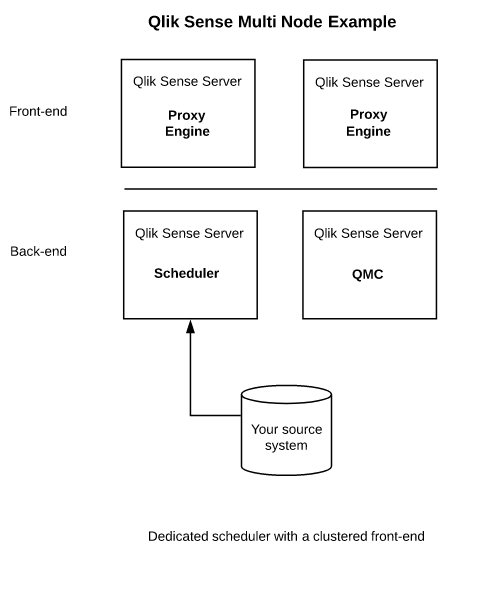 Qlik Sense Multi Node Example
Front-end
Qlik Sense Server
Proxy
Engine
Qlik Sense Server
Proxy
Engine
Back-end
Qlik Sense Server
Scheduler
Qlik Sense Server
QMC
Your source
system
Dedicated scheduler with a clustered front-end